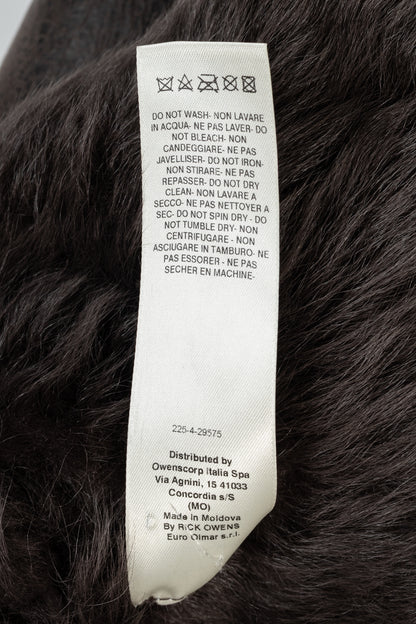 DO NOT WASH- NON LAVARE
IN ACQUA- NE PAS LAVER- DO
NOT BLEACH- NON
CANDEGGIARE- NE PAS
JAVELLISER- DO NOT IRON-
NON STIRARE- NE PAS
REPASSER- DO NOT DRY
CLEAN- NON LAVARE A
SECCO- NE PAS NETTOYER A
SEC- DO NOT SPIN DRY - DO
NOT TUMBLE DRY- NON
CENTRIFUGARE - NON
ASCIUGARE IN TAMBURO- NE
PAS ESSORER - NE PAS
SECHER EN MACHINE-
225-4-29575
Distributed by
Owenscorp Italia Spa
Via Agnini, 15 41033
Concordia s/S
(MO)
Made in Moldova
By RICK OWENS
Euro Olmar s.r.l.